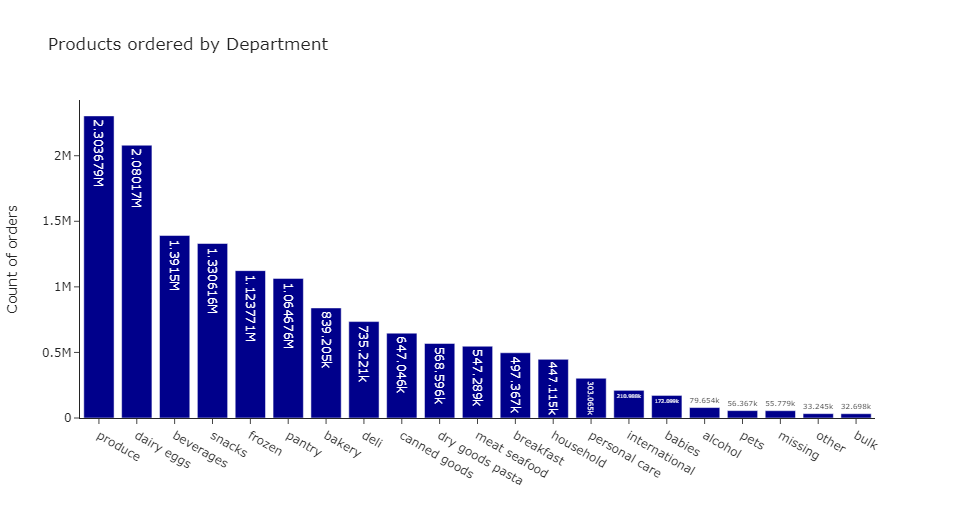 Products ordered by Department
Count of orders
2M
1.5M
1M
0.5M
0
2.303679M
2.08017M
1.3915M
1.330616M
1.123771M
1.064676M
839.205k
735.221k
647.046k
568.596k
547.289k
497.367k
447.115k
303.065k
210.988k
172.099k
79.654k
56.367k
55.779k
33.245k
32.698k
produce
dairy eggs
beverages
snacks
frozen
pantry
bakery
deli
canned goods
dry goods pasta
meat seafood
breakfast
household
personal care
international
babies
alcohol
pets
missing
other
bulk